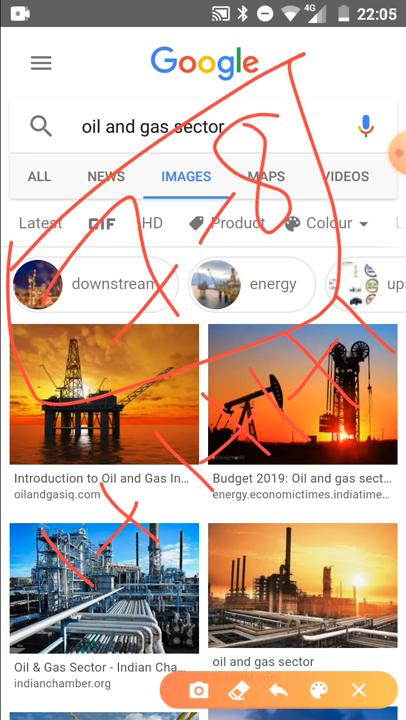 4G 22:05
Google
oil and gas sector
ALL NEWS IMAGES MAPS VIDEOS
Latest GIF HD Product Colour L
downstream energy ups
Introduction to Oil and Gas In...
oilandgasiq.com
Budget 2019: Oil and gas sect...
energy.economictimes.indiatime...
Oil & Gas Sector - Indian Cha...
indianchamber.org
oil and gas sector